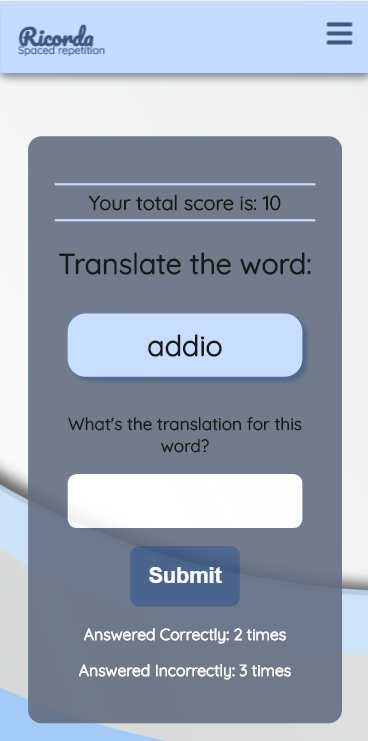 Ricorda
Spaced repetition
Your total score is: 10
Translate the word:
addio
What's the translation for this
word?
Submit
Answered Correctly: 2 times
Answered Incorrectly: 3 times